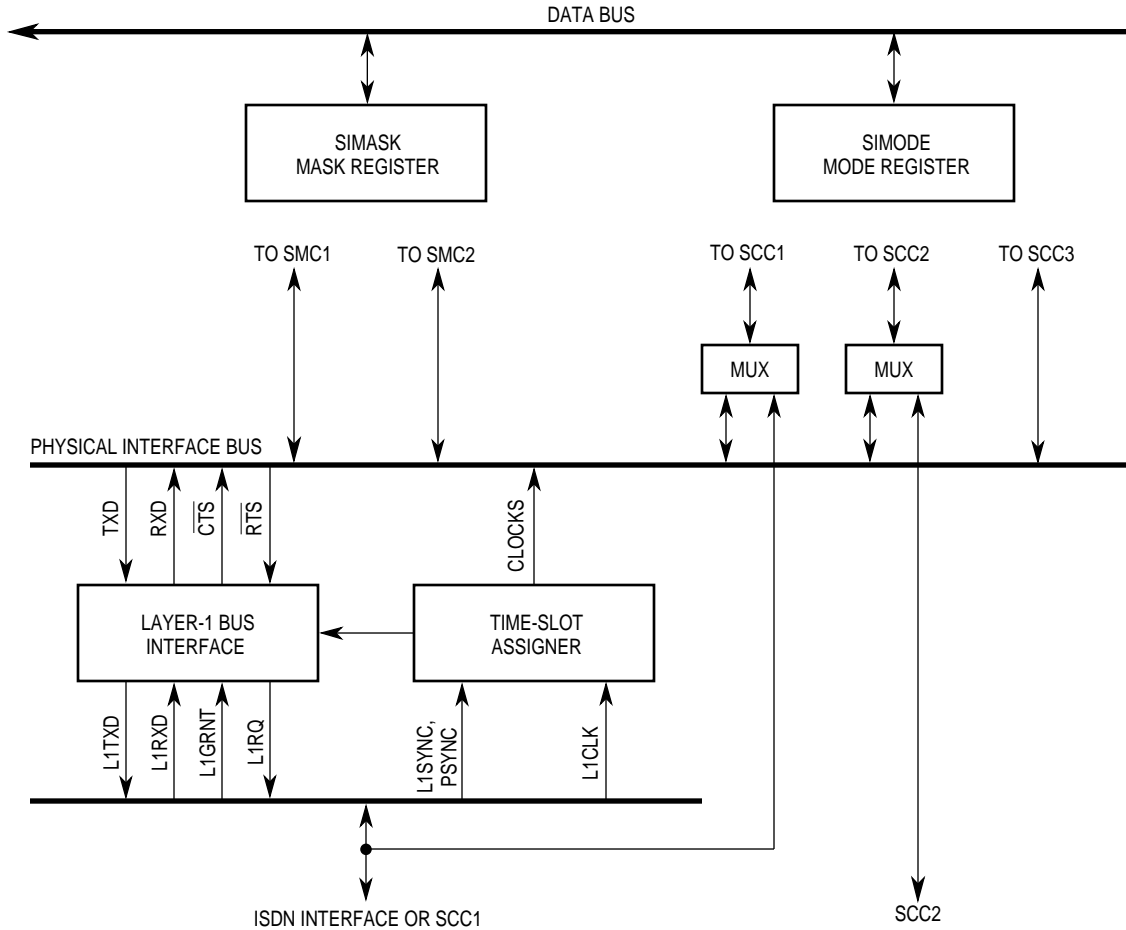 DATA BUS
SIMASK
MASK REGISTER
SIMODE
MODE REGISTER
TO SMC1
TO SMC2
TO SCC1
TO SCC2
TO SCC3
MUX
MUX
PHYSICAL INTERFACE BUS
TXD
RXD
CTS
RTS
CLOCKS
LAYER-1 BUS
INTERFACE
TIME-SLOT
ASSIGNER
L1TXD
L1RXD
L1GRNT
L1RQ
L1SYNC,
PSYNC
L1CLK
ISDN INTERFACE OR SCC1
SCC2